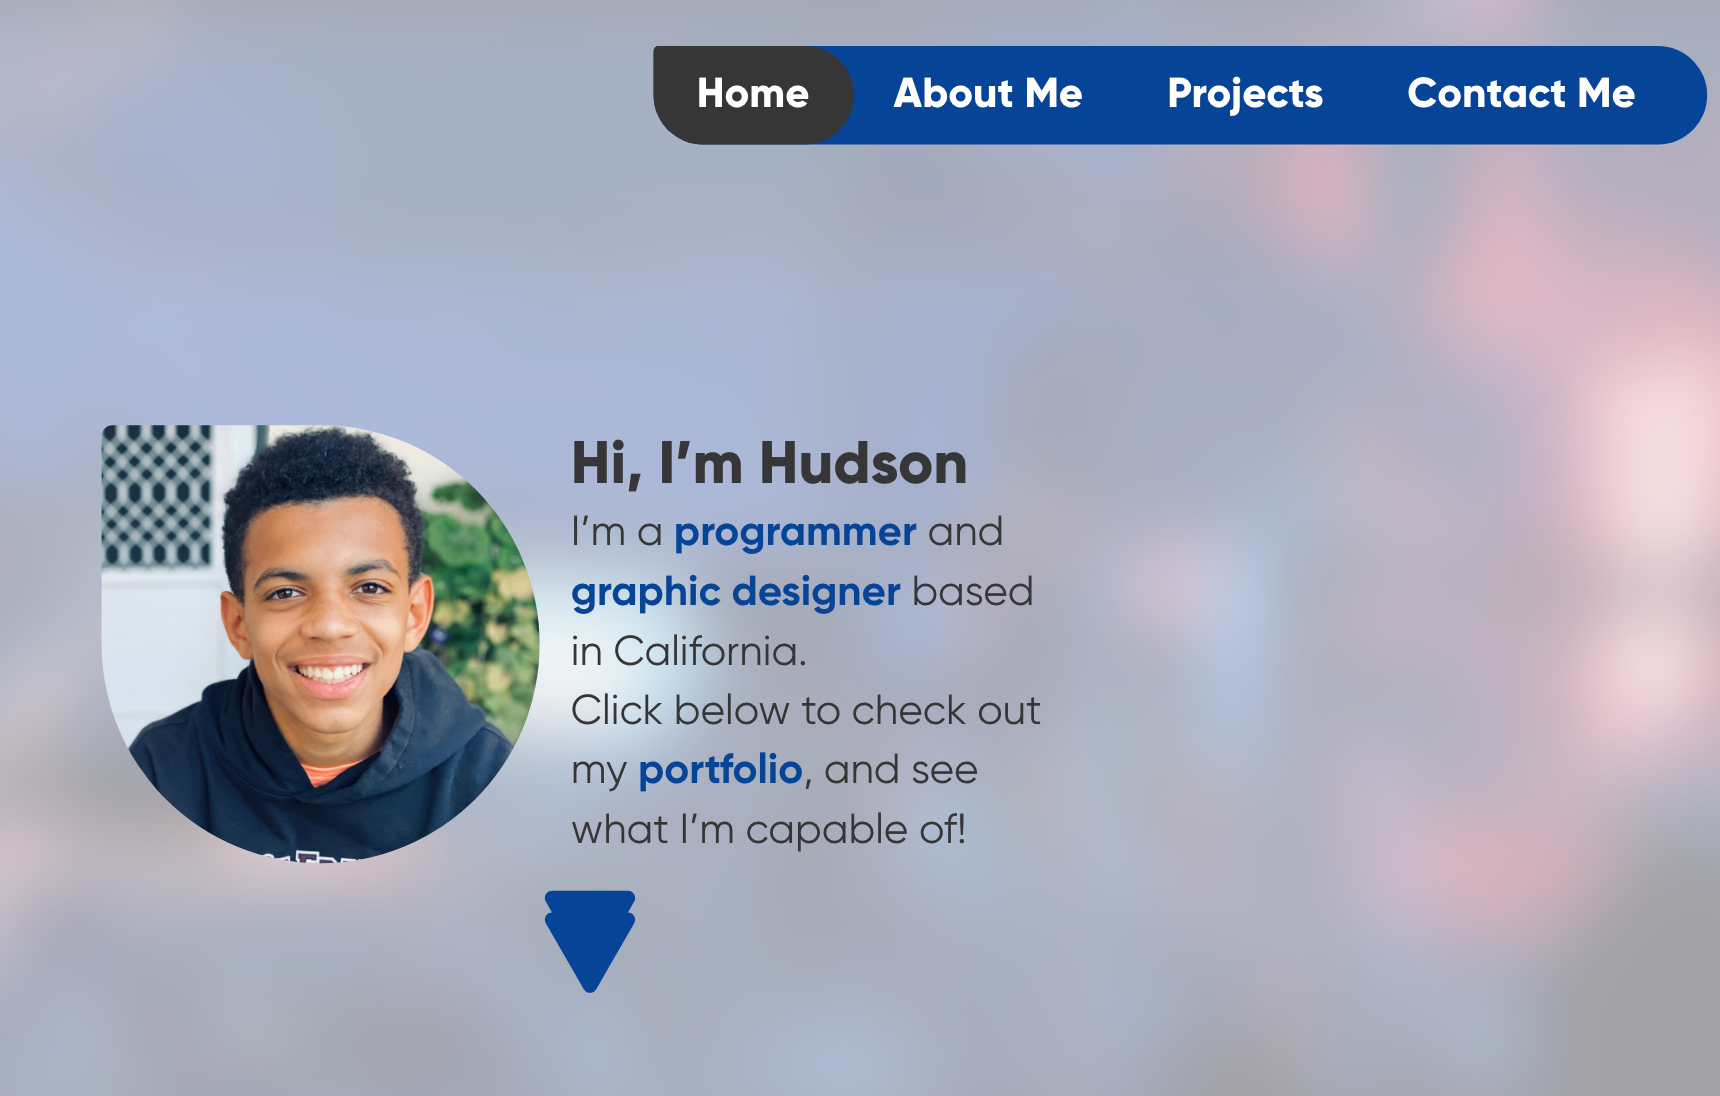 Home About Me Projects Contact Me
Hi, I’m Hudson
I’m a programmer and
graphic designer based
in California.
Click below to check out
my portfolio, and see
what I’m capable of!